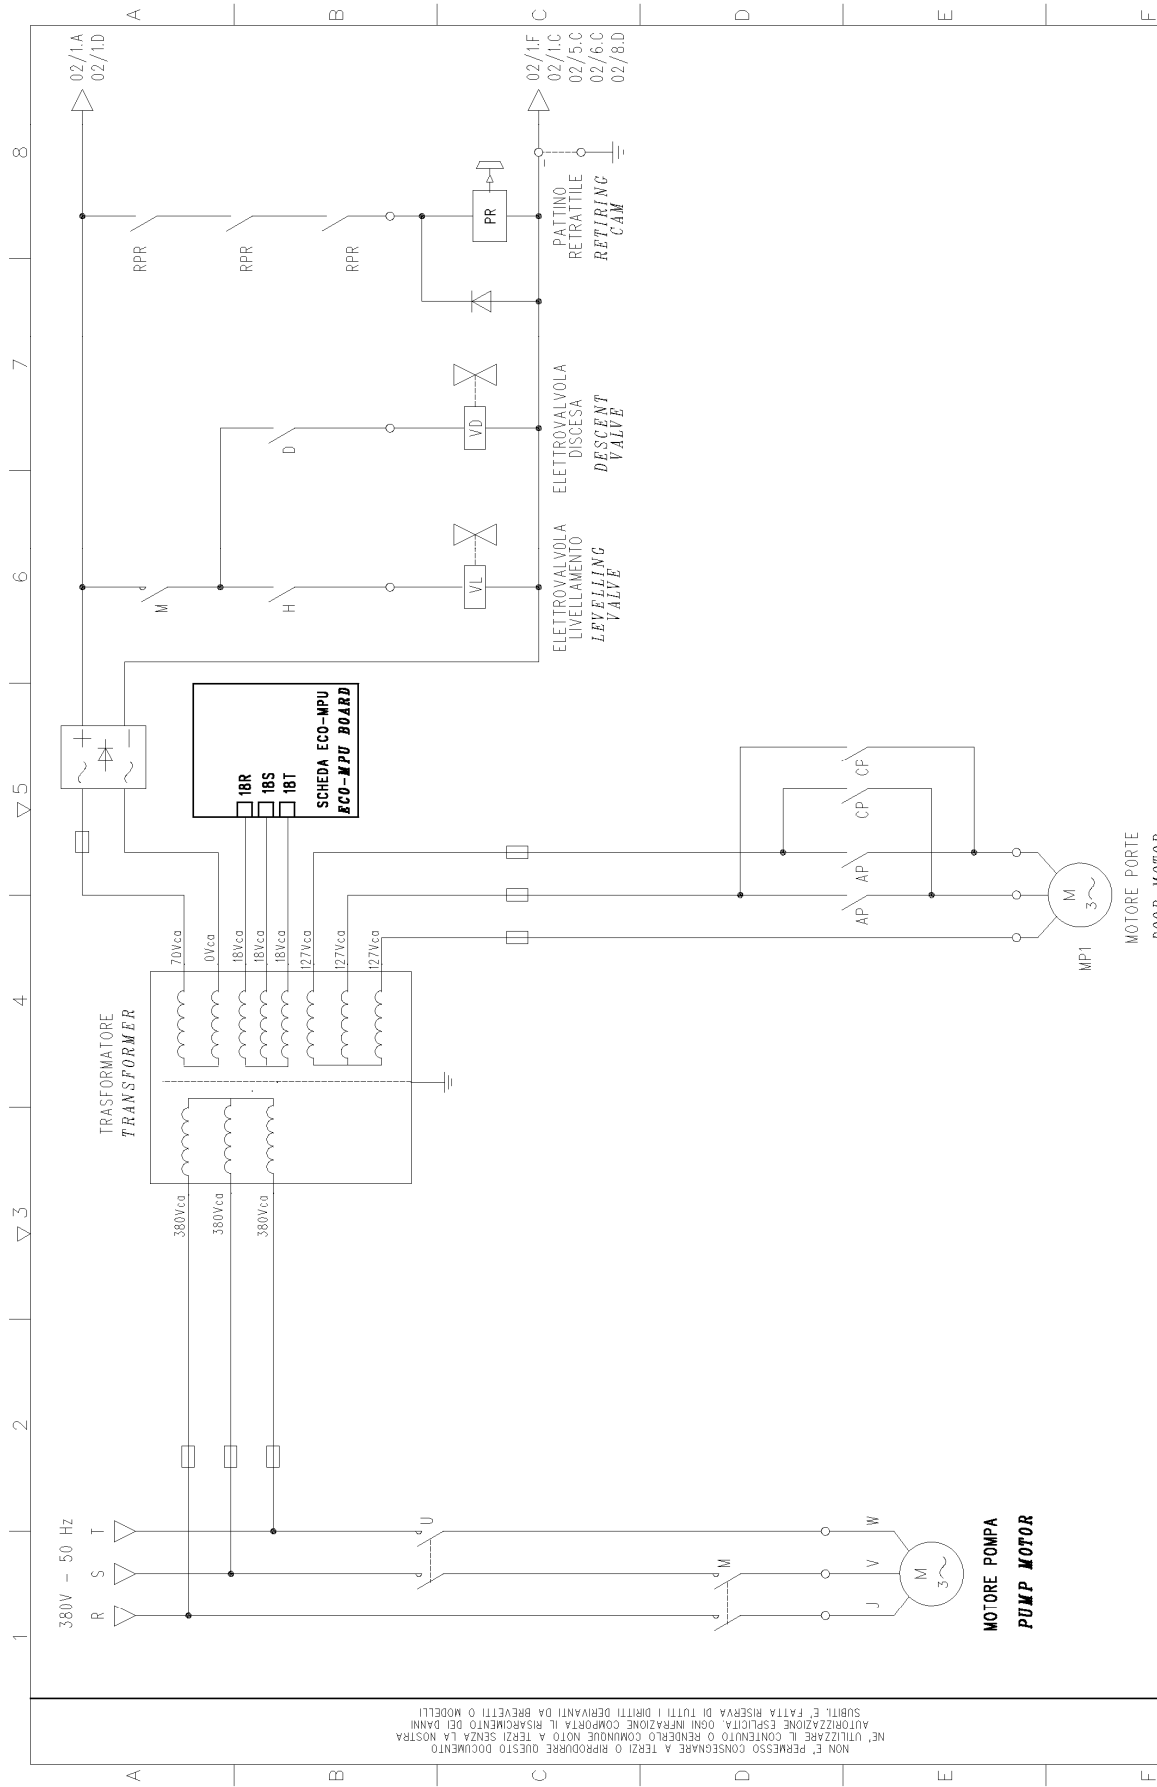 1
2
3
4
5
6
7
8
A
B
C
D
E
F
A
B
C
D
E
F
380V - 50 Hz
R
S
T
U
M
J
V
W
M
3~
MOTORE POMPA
PUMP MOTOR
380Vca
380Vca
380Vca
TRASFORMATORE
TRANSFORMER
70Vca
0Vca
18Vca
18Vca
18Vca
127Vca
127Vca
127Vca
18R
18S
18T
SCHEDA ECO-MPU
ECO-MPU BOARD
+
-
AP
AP
CP
CP
MP1
M
3~
MOTORE PORTE
DOOR MOTOR
M
H
VL
ELETTROVALVOLA
LIVELLAMENTO
LEVELLING
VALVE
D
VD
ELETTROVALVOLA
DISCESA
DESCENT
VALVE
RPR
RPR
RPR
PR
PATTINO
RETRATTILE
RETIRING
CAM
02/1.A
02/1.D
02/1.F
02/1.C
02/5.C
02/6.C
02/8.D
NON E' PERMESSO CONSEGNARE A TERZI O RIPRODURRE QUESTO DOCUMENTO
NE' UTILIZZARE IL CONTENUTO O RENDERLO COMUNQUE NOTO A TERZI SENZA LA NOSTRA
AUTORIZZAZIONE ESPLICITA. OGNI INFRAZIONE COMPORTA IL RISARCIMENTO DEI DANNI
SUBITI. E' FATTA RISERVA DI TUTTI I DIRITTI DERIVANTI DA BREVETTI O MODELLI